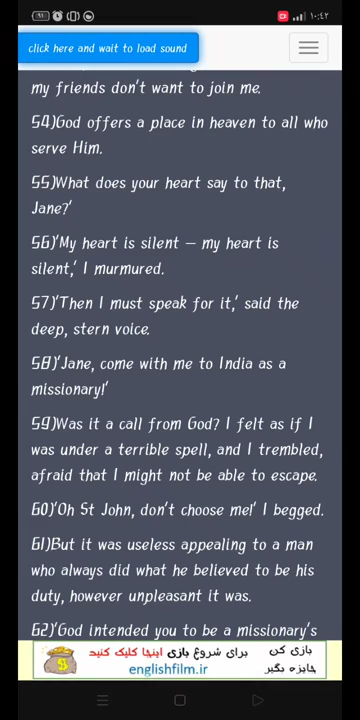 ۱۰:۴۲
click here and wait to load sound
my friends don't want to join me.
54)God offers a place in heaven to all who
serve Him.
55)What does your heart say to that,
Jane?'
56)'My heart is silent – my heart is
silent,' I murmured.
57)'Then I must speak for it,' said the
deep, stern voice.
58)'Jane, come with me to India as a
missionary!'
59)Was it a call from God? I felt as if I
was under a terrible spell, and I trembled,
afraid that I might not be able to escape.
60)'Oh St John, don't choose me!' I begged.
61)But it was useless appealing to a man
who always did what he believed to be his
duty, however unpleasant it was.
62)'God intended you to be a missionary's
برای شروع بازی اینجا کلیک کنید
englishfilm.ir
بازی کن
جایزه بگیر